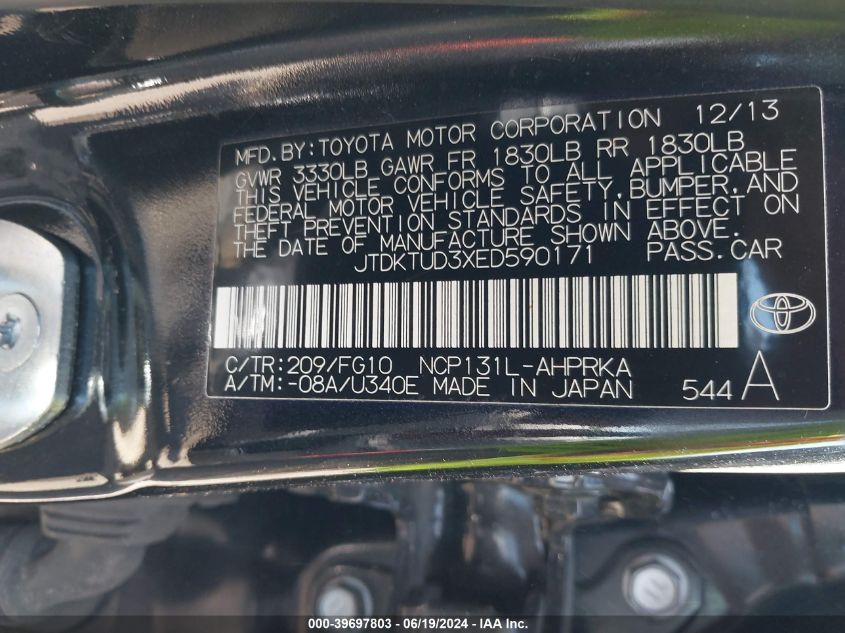 12/13
MFD.BY:TOYOTA MOTOR CORPORATION
GVWR 3330LB GAWR FR 1830LB RR 1830LB
THIS VEHICLE CONFORMS TO ALL APPLICABLE
FEDERAL MOTOR VEHICLE SAFETY,BUMPER,AND
THEFT PREVENTION STANDARDS IN EFFECT ON
THE DATE OF MANUFACTURE SHOWN ABOVE.
JTDKTUD3XED590171 PASS.CAR
C/TR:209/FG10 NCP131L-AHPRKA
A/TM:-08A/U340E MADE IN JAPAN 544 A
000-39697803 - 06/19/2024 - IAA Inc.